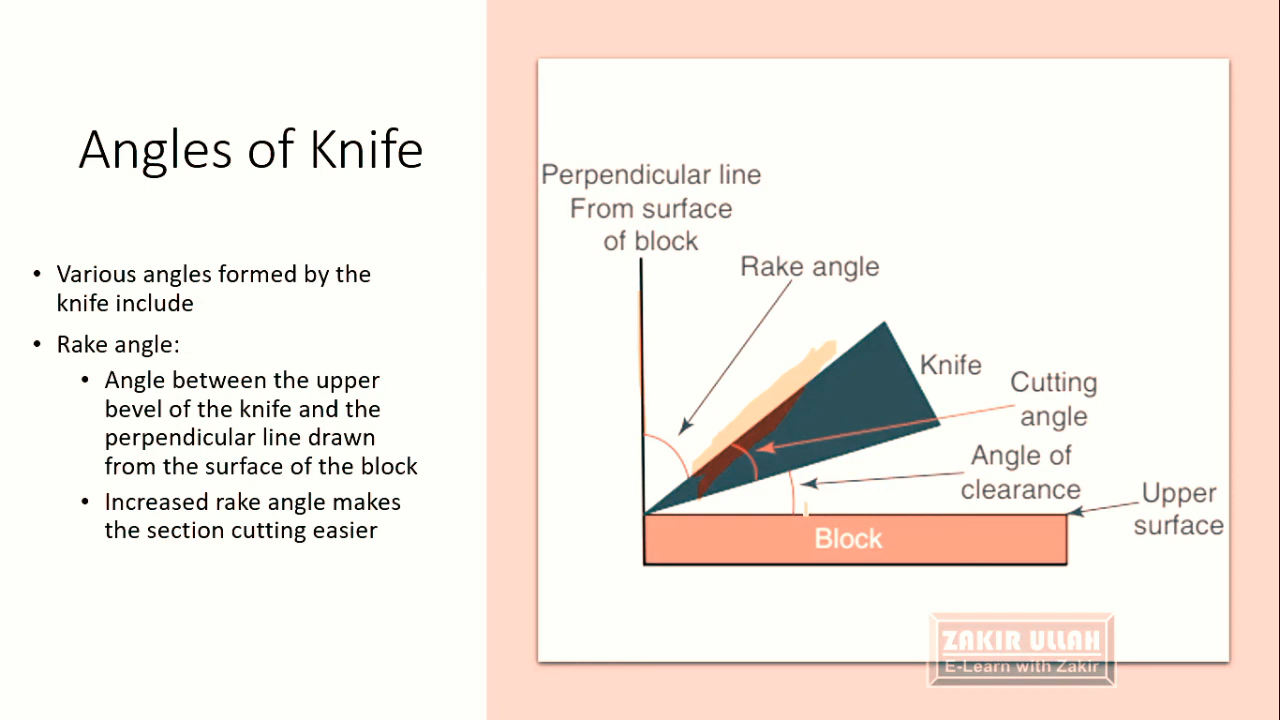 Angles of Knife
• Various angles formed by the
knife include
• Rake angle:
• Angle between the upper
bevel of the knife and the
perpendicular line drawn
from the surface of the block
• Increased rake angle makes
the section cutting easier
Perpendicular line
From surface
of block
Rake angle
Knife
Cutting
angle
Angle of
clearance
Upper
surface
Block
ZAKIR ULLAH
E-Learn with Zakir